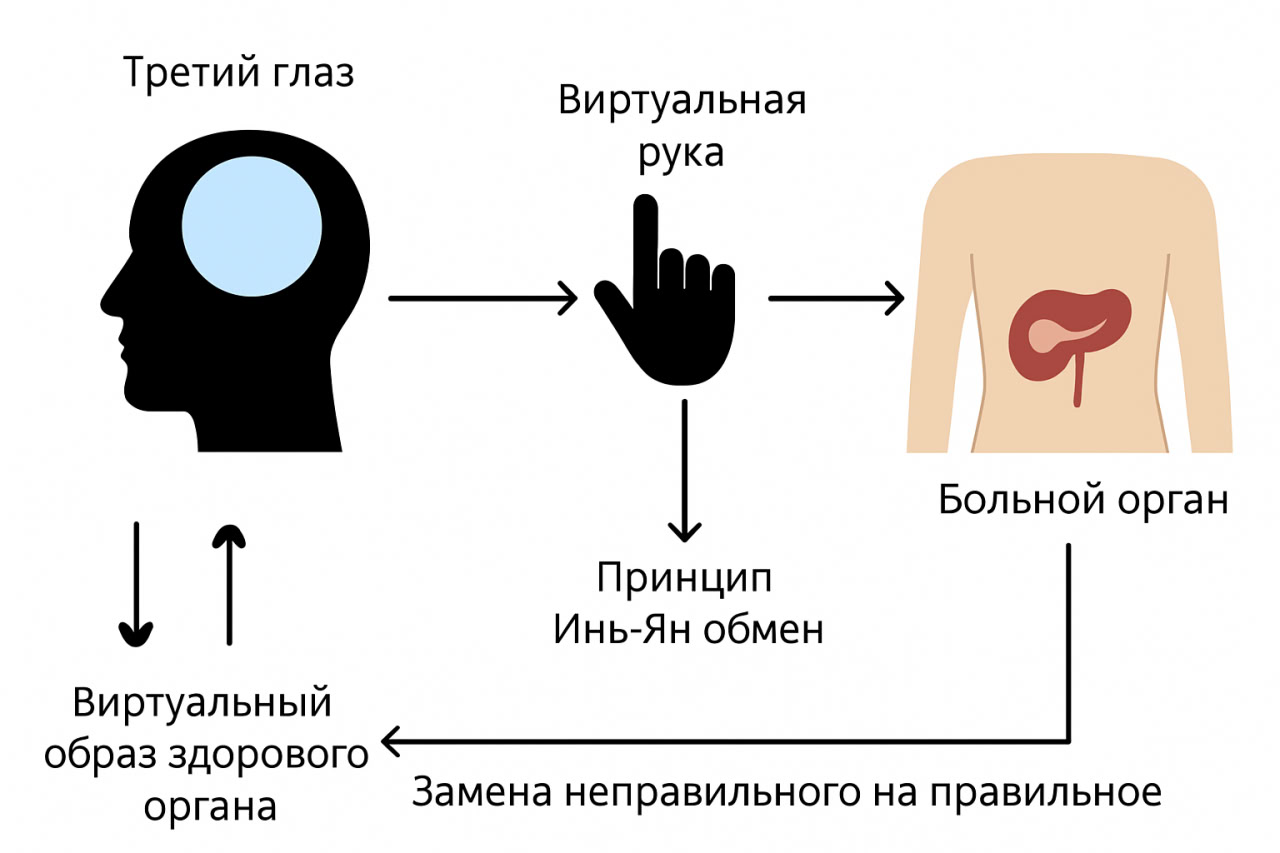 Третий глаз
Виртуальная
рука
Больной орган
Принцип
Инь-Ян обмен
Виртуальный
образ здорового
органа
Замена неправильного на правильное